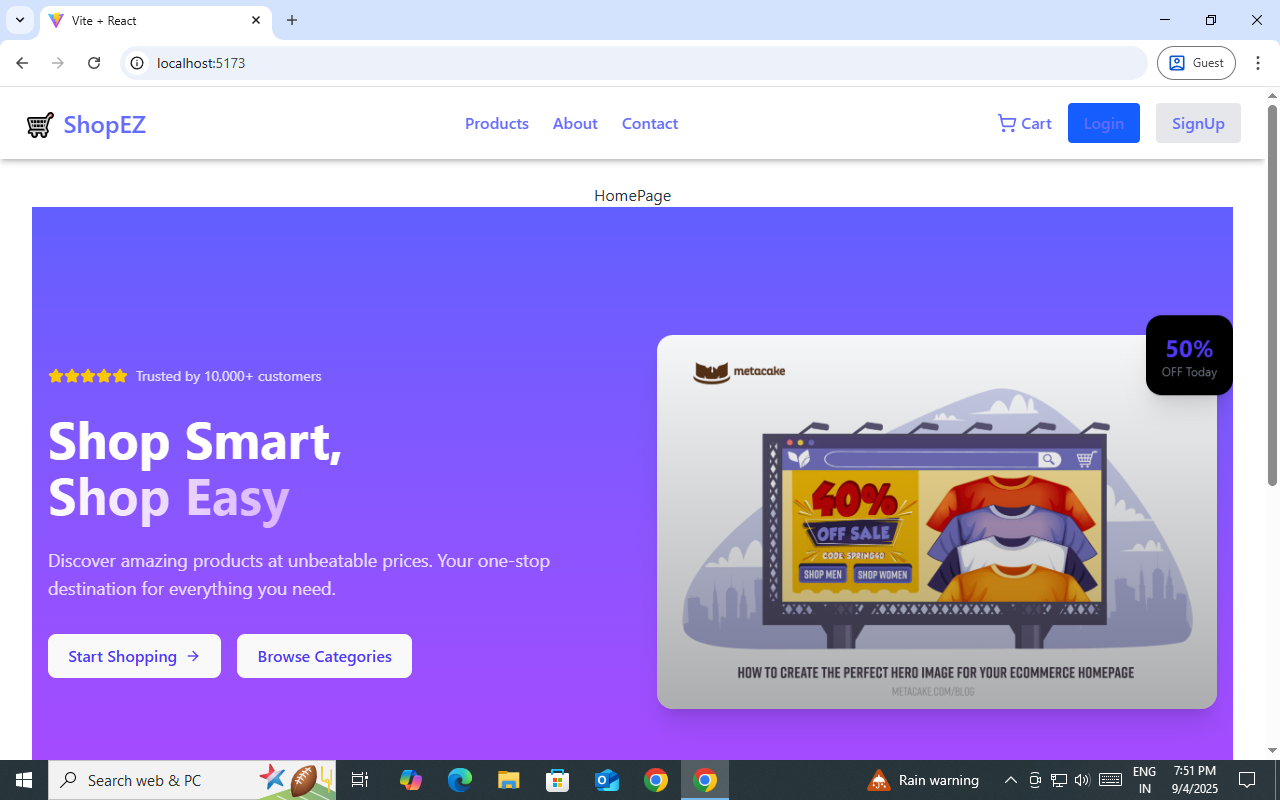 Vite + React
localhost:5173
Guest
ShopEZ
Products
About
Contact
Cart
Login
SignUp
HomePage
50%
OFF Today
Trusted by 10,000+ customers
Shop Smart,
Shop Easy
Discover amazing products at unbeatable prices. Your one-stop
destination for everything you need.
Start Shopping
Browse Categories
metacake
40%
OFF SALE
CODE SPRING40
SHOP MEN
SHOP WOMEN
HOW TO CREATE THE PERFECT HERO IMAGE FOR YOUR ECOMMERCE HOMEPAGE
METACAKE.COM/BLOG
Search web & PC
Rain warning
ENG
IN
7:51 PM
9/4/2025